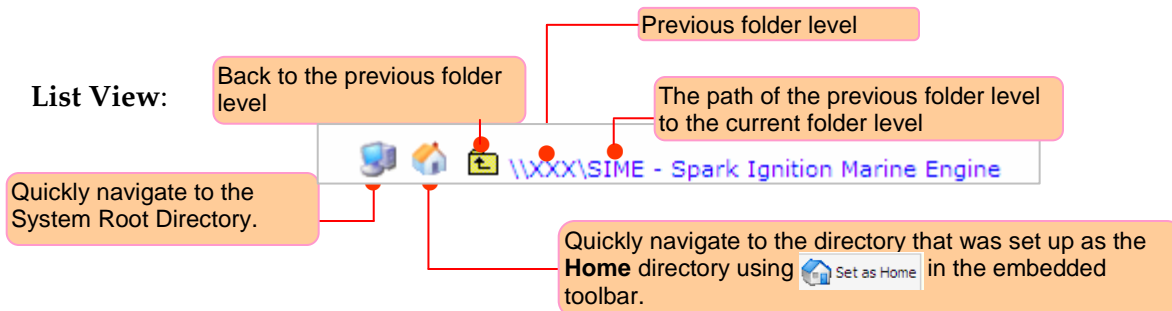 Previous folder level
List View:
Back to the previous folder
level
The path of the previous folder level
to the current folder level
\\XXX\SIME - Spark Ignition Marine Engine
Quickly navigate to the
System Root Directory.
Quickly navigate to the directory that was set up as the
Home directory using Set as Home in the embedded
toolbar.